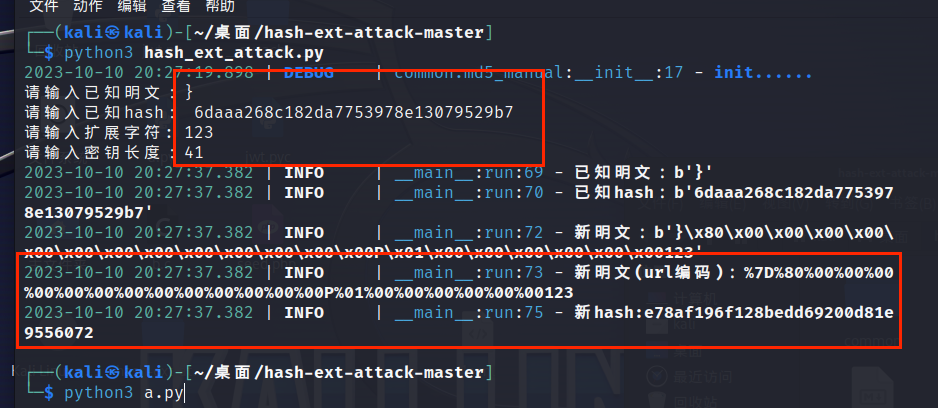 文件 动作 编辑 查看 帮助
┌──(kali㉿kali)-[~/桌面/hash-ext-attack-master]
└─$ python3 hash_ext_attack.py
2023-10-10 20:27:19.898 | DEBUG    | common.md5_manual:__init__:17 - init......
请输入已知明文：}
请输入已知hash： 6daaa268c182da7753978e13079529b7
请输入扩展字符：123
请输入密钥长度：41
2023-10-10 20:27:37.382 | INFO     | __main__:run:69 - 已知明文：b'}'
2023-10-10 20:27:37.382 | INFO     | __main__:run:70 - 已知hash：b'6daaa268c182da775397
8e13079529b7'
2023-10-10 20:27:37.382 | INFO     | __main__:run:72 - 新明文：b'}\x80\x00\x00\x00\x00\
x00\x00\x00\x00\x00\x00\x00\x00\x00P\x01\x00\x00\x00\x00\x00\x00123'
2023-10-10 20:27:37.382 | INFO     | __main__:run:73 - 新明文(url编码)：%7D%80%00%00%00
%00%00%00%00%00%00%00%00%00%00P%01%00%00%00%00%00%00123
2023-10-10 20:27:37.382 | INFO     | __main__:run:75 - 新hash:e78af196f128bedd69200d81e
9556072
┌──(kali㉿kali)-[~/桌面/hash-ext-attack-master]
└─$ python3 a.py